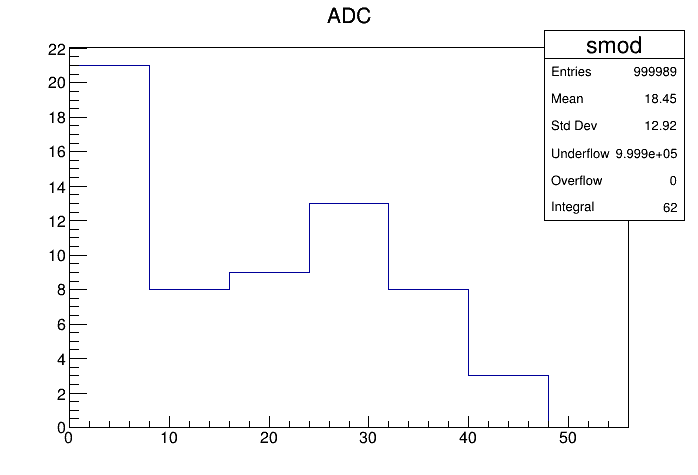 ADC
smod
Entries 999989
Mean 18.45
Std Dev 12.92
Underflow 9.999e+05
Overflow 0
Integral 62
22
20
18
16
14
12
10
8
6
4
2
0
0 10 20 30 40 50